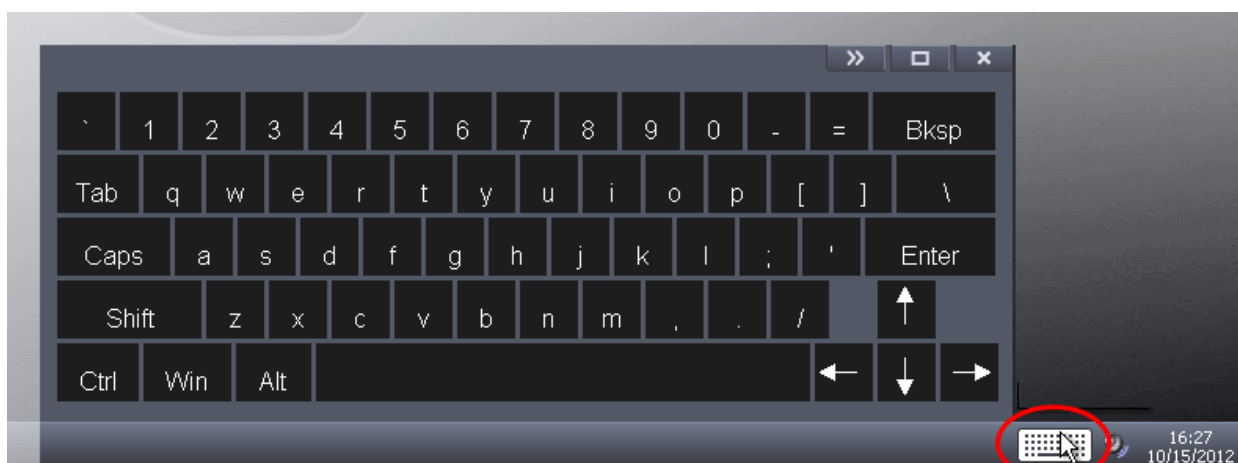 ` 1 2 3 4 5 6 7 8 9 0 - = Bksp
Tab q w e r t y u i o p [ ] \
Caps a s d f g h j k l ; ' Enter
Shift z x c v b n m , . /
Ctrl Win Alt
16:27
10/15/2012